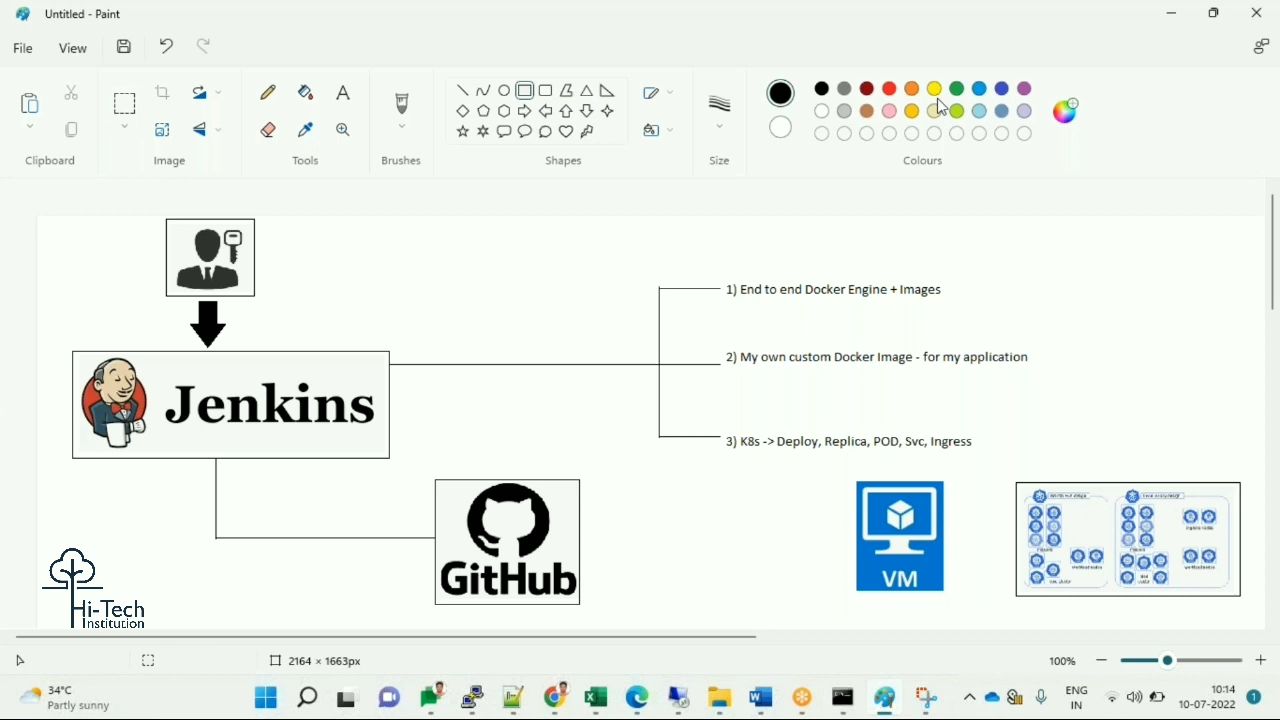 Untitled - Paint
File
View
Clipboard
Image
Tools
Brushes
Shapes
Size
Colours
1) End to end Docker Engine + Images
2) My own custom Docker Image - for my application
Jenkins
3) K8s -> Deploy, Replica, POD, Svc, Ingress
GitHub
VM
Hi-Tech
Institution
2164 × 1663px
100%
34°C
Partly sunny
ENG
IN
10:14
10-07-2022
1